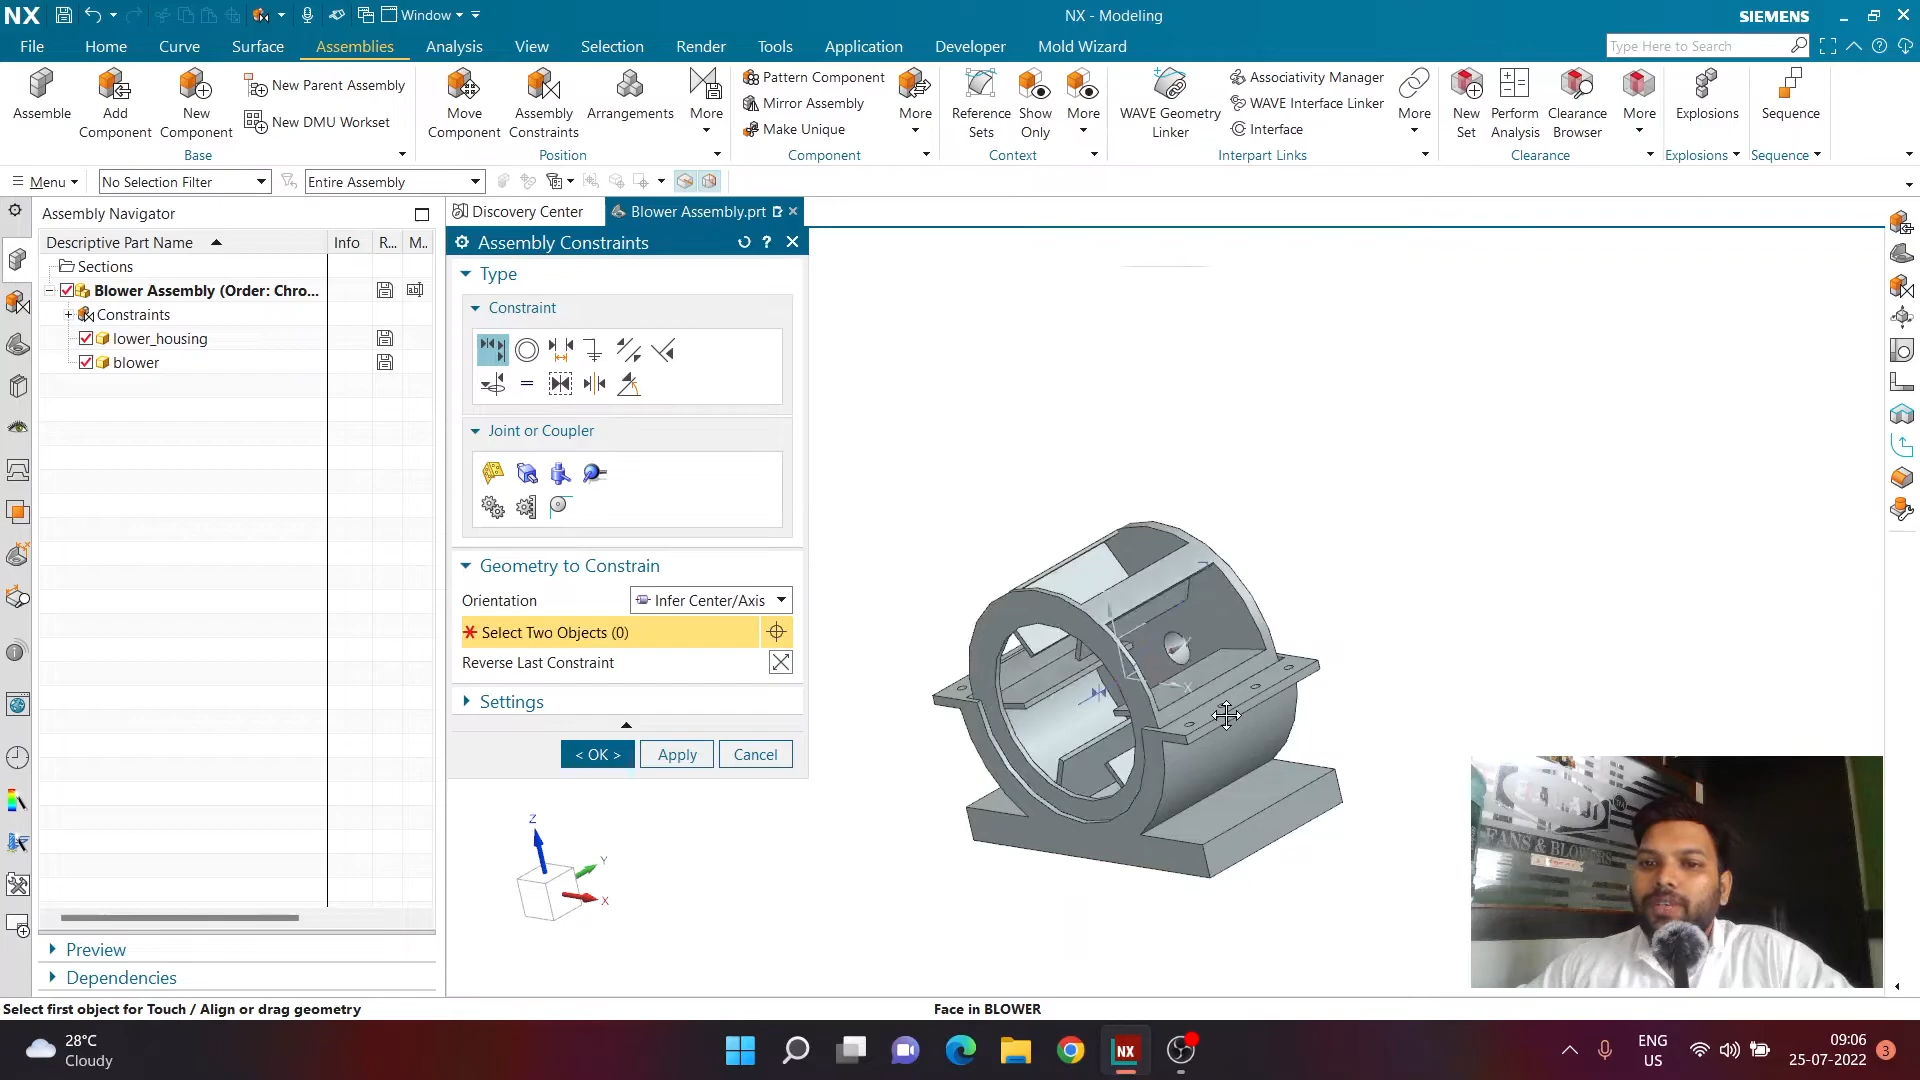 NX
Window
NX - Modeling
SIEMENS
File
Home
Curve
Surface
Assemblies
Analysis
View
Selection
Render
Tools
Application
Developer
Mold Wizard
Type Here to Search
Assemble
Add Component
New Component
New Parent Assembly
New DMU Workset
Base
Move Component
Assembly Constraints
Arrangements
More
Position
Pattern Component
Mirror Assembly
Make Unique
More
Component
Reference Sets
Show Only
More
Context
WAVE Geometry Linker
Associativity Manager
WAVE Interface Linker
Interface
More
Interpart Links
New Set
Perform Analysis
Clearance Browser
More
Clearance
Explosions
Explosions
Sequence
Sequence
Menu
No Selection Filter
Entire Assembly
Assembly Navigator
Descriptive Part Name
Info
R...
M..
Sections
Blower Assembly (Order: Chro...
Constraints
lower_housing
blower
Preview
Dependencies
Discovery Center
Blower Assembly.prt
Assembly Constraints
Type
Constraint
Joint or Coupler
Geometry to Constrain
Orientation
Infer Center/Axis
* Select Two Objects (0)
Reverse Last Constraint
Settings
< OK >
Apply
Cancel
Z
Y
X
X
FANS & BLOWERS
Select first object for Touch / Align or drag geometry
Face in BLOWER
28°C
Cloudy
NX
ENG
US
09:06
25-07-2022
3